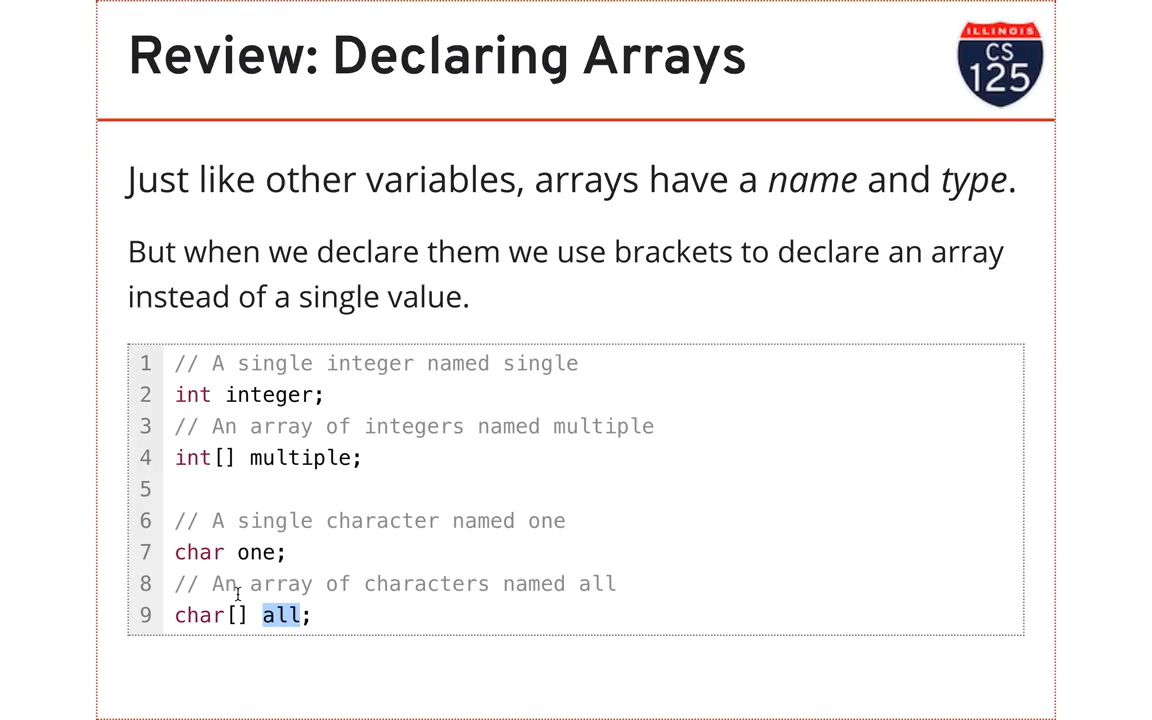 Review: Declaring Arrays
ILLINOIS
CS
125
Just like other variables, arrays have a name and type.
But when we declare them we use brackets to declare an array
instead of a single value.
1 // A single integer named single
2 int integer;
3 // An array of integers named multiple
4 int[] multiple;
5
6 // A single character named one
7 char one;
8 // An array of characters named all
9 char[] all;